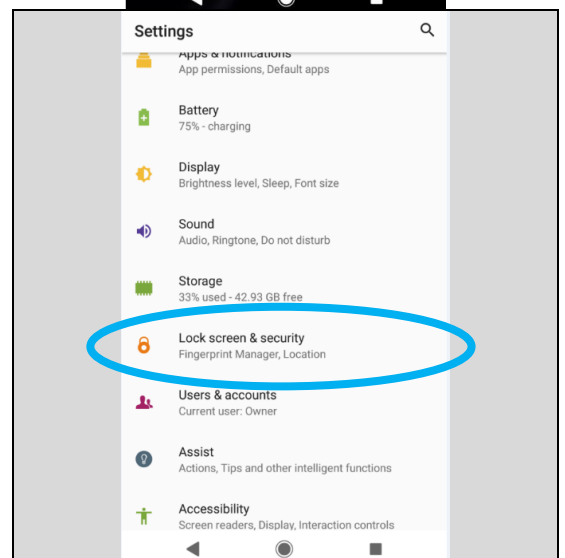 Settings
Apps & notifications
App permissions, Default apps
Battery
75% - charging
Display
Brightness level, Sleep, Font size
Sound
Audio, Ringtone, Do not disturb
Storage
33% used - 42.93 GB free
Lock screen & security
Fingerprint Manager, Location
Users & accounts
Current user: Owner
Assist
Actions, Tips and other intelligent functions
Accessibility
Screen readers, Display, Interaction controls